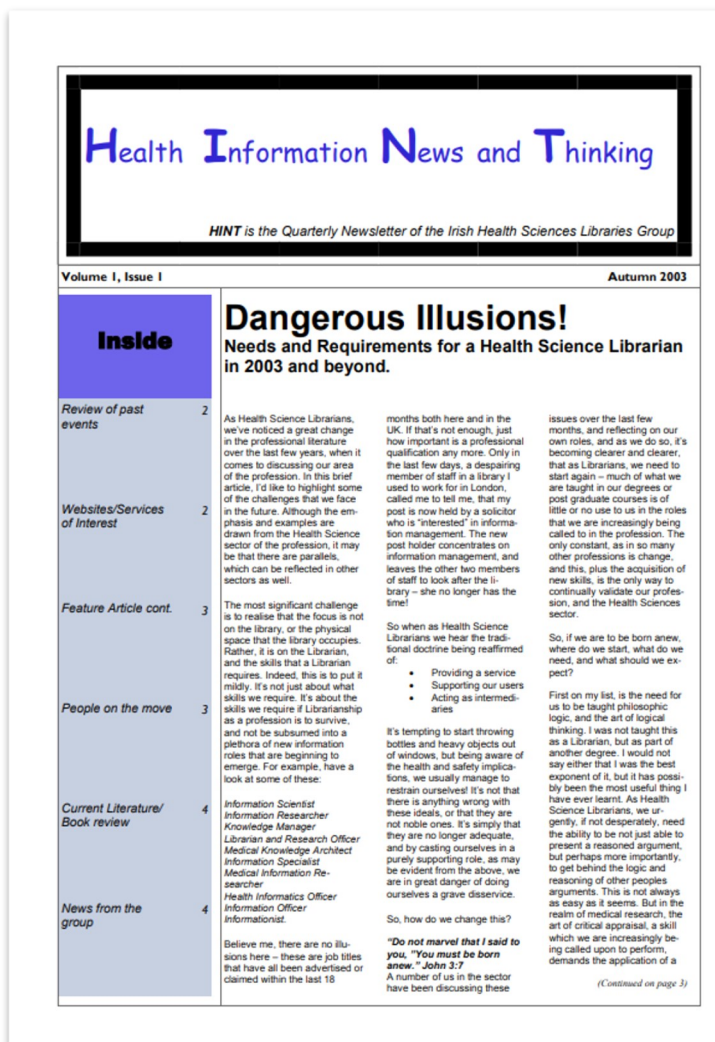 Health Information News and Thinking
HINT is the Quarterly Newsletter of the Irish Health Sciences Libraries Group
Volume 1, Issue 1
Autumn 2003
Inside
Review of past
events
2
Websites/Services
of Interest
2
Feature Article cont.
3
People on the move
3
Current Literature/
Book review
4
News from the
group
4
Dangerous Illusions!
Needs and Requirements for a Health Science Librarian
in 2003 and beyond.
As Health Science Librarians,
we've noticed a great change
in the professional literature
over the last few years, when it
comes to discussing our area
of the profession. In this brief
article, I'd like to highlight some
of the challenges that we face
in the future. Although the em-
phasis and examples are
drawn from the Health Science
sector of the profession, it may
be that there are parallels,
which can be reflected in other
sectors as well.
The most significant challenge
is to realise that the focus is not
on the library, or the physical
space that the library occupies.
Rather, it is on the Librarian,
and the skills that a Librarian
requires. Indeed, this is to put it
mildly. It's not just about what
skills we require. It's about the
skills we require if Librarianship
as a profession is to survive,
and not be subsumed into a
plethora of new information
roles that are beginning to
emerge. For example, have a
look at some of these:
Information Scientist
Information Researcher
Knowledge Manager
Librarian and Research Officer
Medical Knowledge Architect
Information Specialist
Medical Information Re-
searcher
Health Informatics Officer
Information Officer
Informationist.
Believe me, there are no illu-
sions here – these are job titles
that have all been advertised or
claimed within the last 18
months both here and in the
UK. If that's not enough, just
how important is a professional
qualification any more. Only in
the last few days, a despairing
member of staff in a library I
used to work for in London,
called me to tell me, that my
post is now held by a solicitor
who is "interested" in informa-
tion management. The new
post holder concentrates on
information management, and
leaves the other two members
of staff to look after the li-
brary – she no longer has the
time!
So when as Health Science
Librarians we hear the tradi-
tional doctrine being reaffirmed
of:
• Providing a service
• Supporting our users
• Acting as intermedi-
aries
It's tempting to start throwing
bottles and heavy objects out
of windows, but being aware of
the health and safety implica-
tions, we usually manage to
restrain ourselves! It's not that
there is anything wrong with
these ideals, or that they are
not noble ones. It's simply that
they are no longer adequate,
and by casting ourselves in a
purely supporting role, as may
be evident from the above, we
are in great danger of doing
ourselves a grave disservice.
So, how do we change this?
"Do not marvel that I said to
you, "You must be born
anew." John 3:7
A number of us in the sector
have been discussing these
issues over the last few
months, and reflecting on our
own roles, and as we do so, it's
becoming clearer and clearer,
that as Librarians, we need to
start again – much of what we
are taught in our degrees or
post graduate courses is of
little or no use to us in the roles
that we are increasingly being
called to in the profession. The
only constant, as in so many
other professions is change,
and this, plus the acquisition of
new skills, is the only way to
continually validate our profes-
sion, and the Health Sciences
sector.
So, if we are to be born anew,
where do we start, what do we
need, and what should we ex-
pect?
First on my list, is the need for
us to be taught philosophic
logic, and the art of logical
thinking. I was not taught this
as a Librarian, but as part of
another degree. I would not
say either that I was the best
exponent of it, but it has possi-
bly been the most useful thing I
have ever learnt. As Health
Science Librarians, we ur-
gently, if not desperately, need
the ability to be not just able to
present a reasoned argument,
but perhaps more importantly,
to get behind the logic and
reasoning of other peoples
arguments. This is not always
as easy as it seems. But in the
realm of medical research, the
art of critical appraisal, a skill
which we are increasingly be-
ing called upon to perform,
demands the application of a
(Continued on page 3)